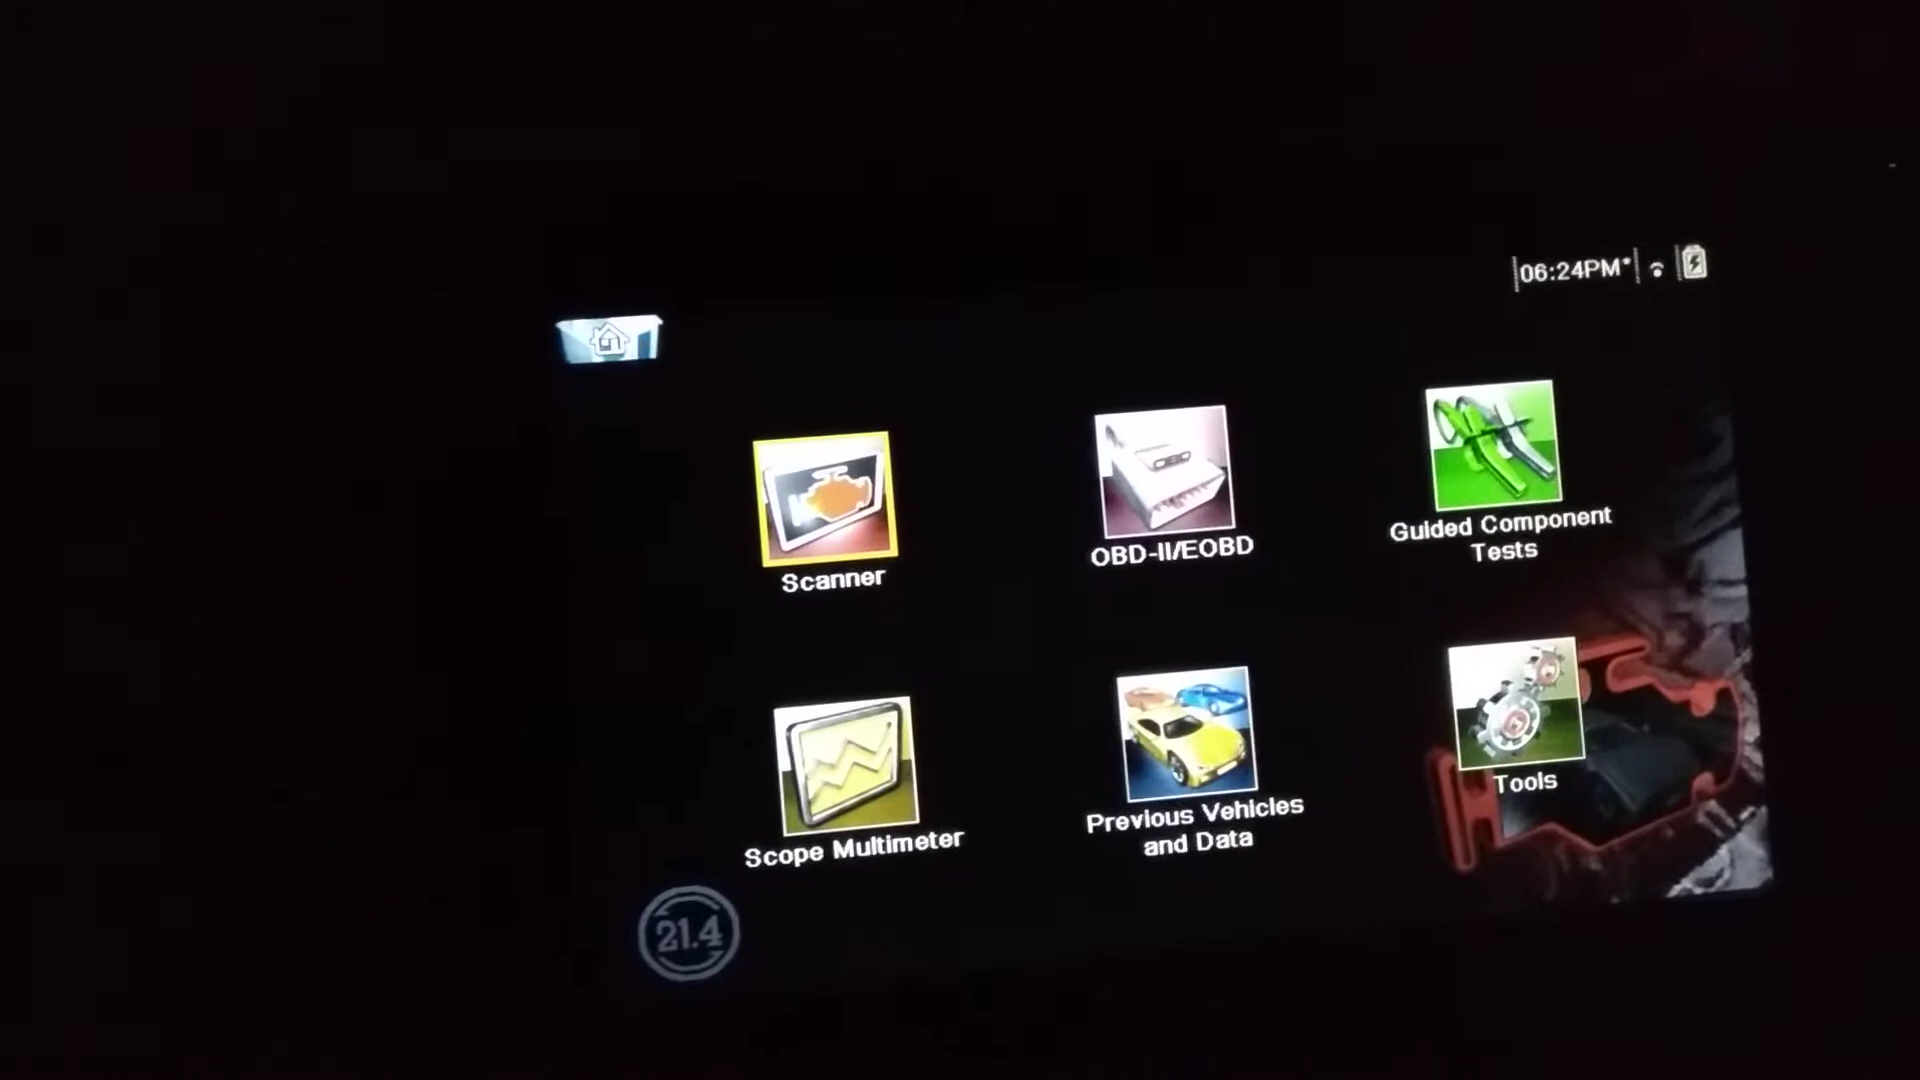 06:24PM*
Scanner
OBD-II/EOBD
Guided Component
Tests
Scope Multimeter
Previous Vehicles
and Data
Tools
21.4